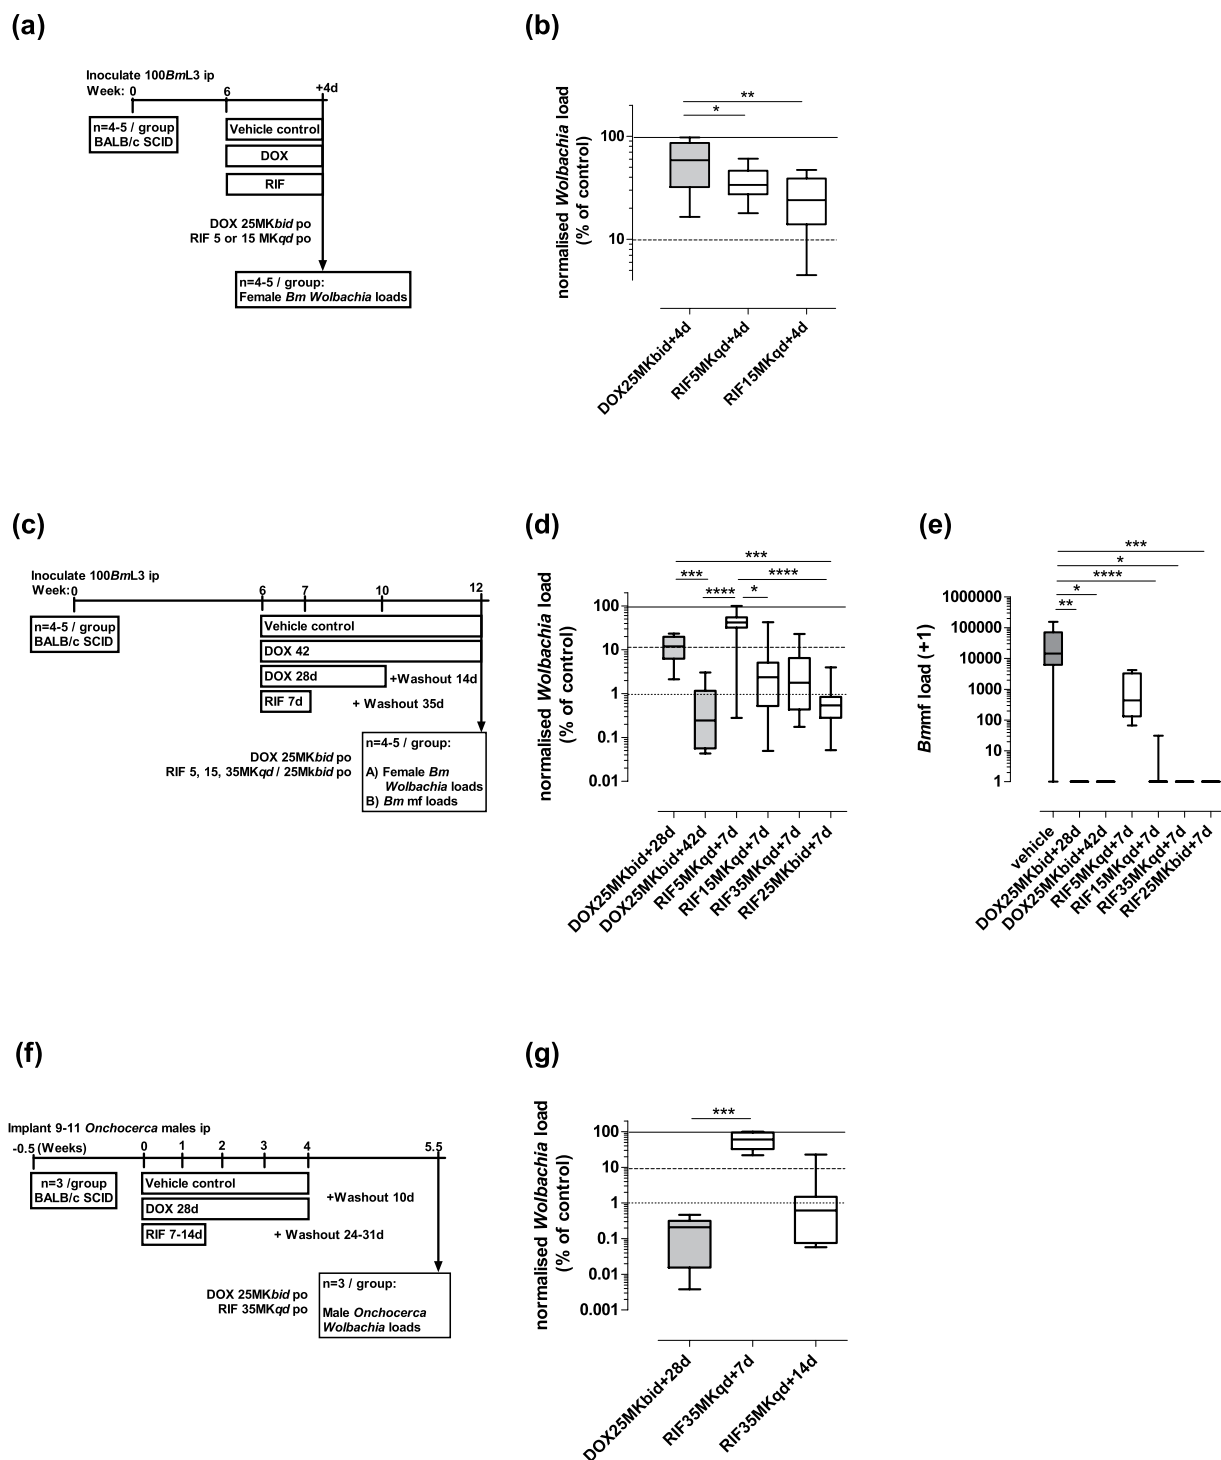 (a)
Inoculate 100BmL3 ip
Week: 0 6 +4d
n=4-5 / group
BALB/c SCID
Vehicle control
DOX
RIF
DOX 25MKbid po
RIF 5 or 15 MKqd po
n=4-5 / group:
Female Bm Wolbachia loads
(b)
normalised Wolbachia load
(% of control)
100
10
**
*
DOX25MKbid+4d
RIF5MKqd+4d
RIF15MKqd+4d
(c)
Inoculate 100BmL3 ip
Week:0 6 7 10 12
n=4-5 / group
BALB/c SCID
Vehicle control
DOX 42
DOX 28d
+Washout 14d
RIF 7d
+ Washout 35d
DOX 25MKbid po
RIF 5, 15, 35MKqd / 25Mkbid po
n=4-5 / group:
A) Female Bm
Wolbachia loads
B) Bm mf loads
(d)
normalised Wolbachia load
(% of control)
100
10
1
0.1
0.01
***
*** ****
**** *
DOX25MKbid+28d
DOX25MKbid+42d
RIF5MKqd+7d
RIF15MKqd+7d
RIF35MKqd+7d
RIF25MKbid+7d
(e)
Bmmf load (+1)
1000000
100000
10000
1000
100
10
1
***
*
****
*
**
vehicle
DOX25MKbid+28d
DOX25MKbid+42d
RIF5MKqd+7d
RIF15MKqd+7d
RIF35MKqd+7d
RIF25MKbid+7d
(f)
Implant 9-11 Onchocerca males ip
-0.5 (Weeks) 0 1 2 3 4 5.5
n=3 /group
BALB/c SCID
Vehicle control
DOX 28d
+Washout 10d
RIF 7-14d
+ Washout 24-31d
DOX 25MKbid po
RIF 35MKqd po
n=3 / group:
Male Onchocerca
Wolbachia loads
(g)
normalised Wolbachia load
(% of control)
100
10
1
0.1
0.01
0.001
***
DOX25MKbid+28d
RIF35MKqd+7d
RIF35MKqd+14d